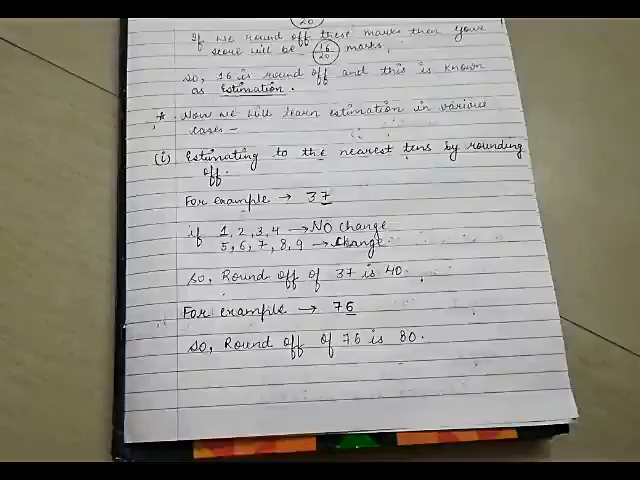 20
If we round off these marks then your
score will be 16/20 marks.
So, 16 is round off and this is known
as Estimation.
* Now we will learn estimation in various
cases -
(i) Estimating to the nearest tens by rounding
off.
For example → 37
if 1, 2, 3, 4 → No change
5, 6, 7, 8, 9 → Change.
So, Round off of 37 is 40.
For example → 76
So, Round off of 76 is 80.